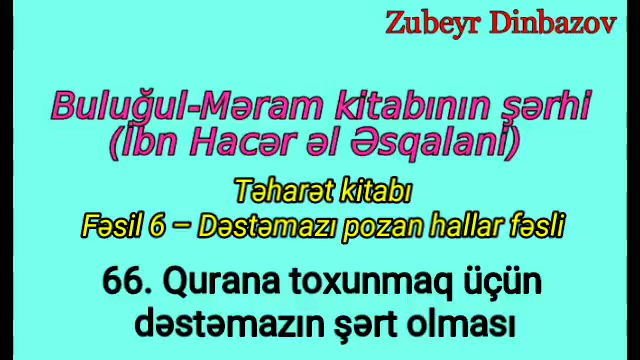 Zubeyr Dinbazov
Buluğul-Məram kitabının şərhi
(İbn Hacər əl Əsqalani)
Təharət kitabı
Fəsil 6 – Dəstəmazı pozan hallar fəsli
66. Qurana toxunmaq üçün
dəstəmazın şərt olması